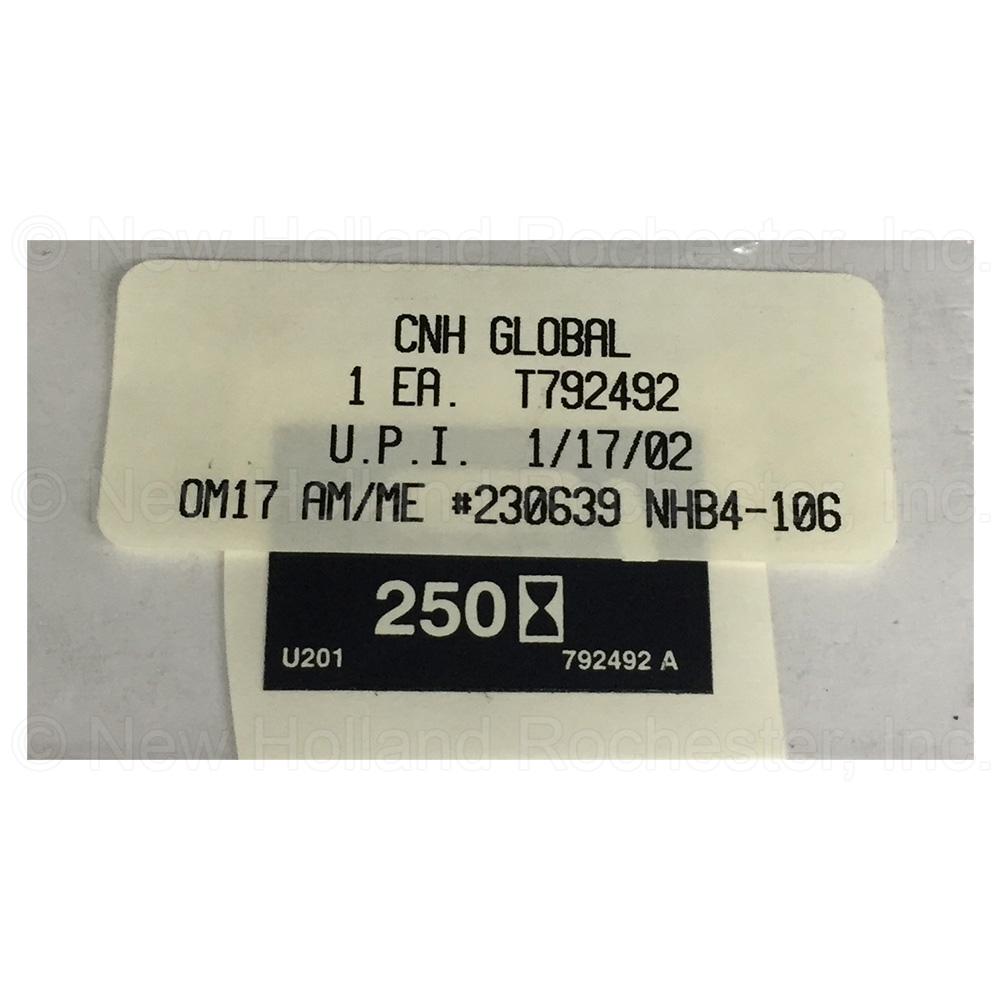 © New Holland Rochester, Inc.
CNH GLOBAL
1 EA. T792492
U.P.I. 1/17/02
OM17 AM/ME #230639 NHB4-106
© New Holland Rochester, Inc.
250
U201 792492 A
© New Holland Rochester, Inc.